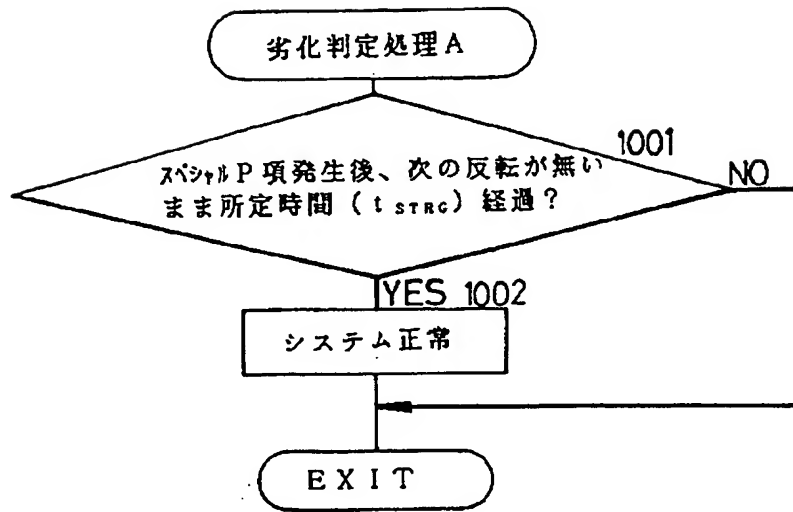 劣化判定処理A
1001
スペシャルP項発生後、次の反転が無い
まま所定時間(tSTRG)経過?
NO
YES 1002
システム正常
EXIT